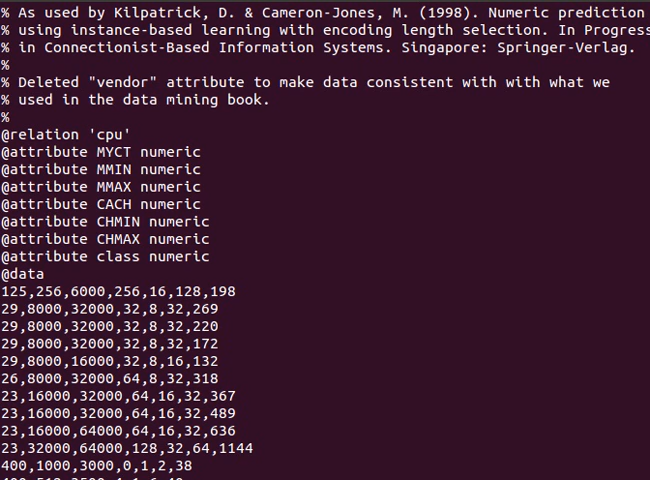 % As used by Kilpatrick, D. & Cameron-Jones, M. (1998). Numeric prediction
% using instance-based learning with encoding length selection. In Progress
% in Connectionist-Based Information Systems. Singapore: Springer-Verlag.
%
% Deleted "vendor" attribute to make data consistent with with what we
% used in the data mining book.
%
@relation 'cpu'
@attribute MYCT numeric
@attribute MMIN numeric
@attribute MMAX numeric
@attribute CACH numeric
@attribute CHMIN numeric
@attribute CHMAX numeric
@attribute class numeric
@data
125,256,6000,256,16,128,198
29,8000,32000,32,8,32,269
29,8000,32000,32,8,32,220
29,8000,32000,32,8,32,172
29,8000,16000,32,8,16,132
26,8000,32000,64,8,32,318
23,16000,32000,64,16,32,367
23,16000,32000,64,16,32,489
23,16000,64000,64,16,32,636
23,32000,64000,128,32,64,1144
400,1000,3000,0,1,2,38